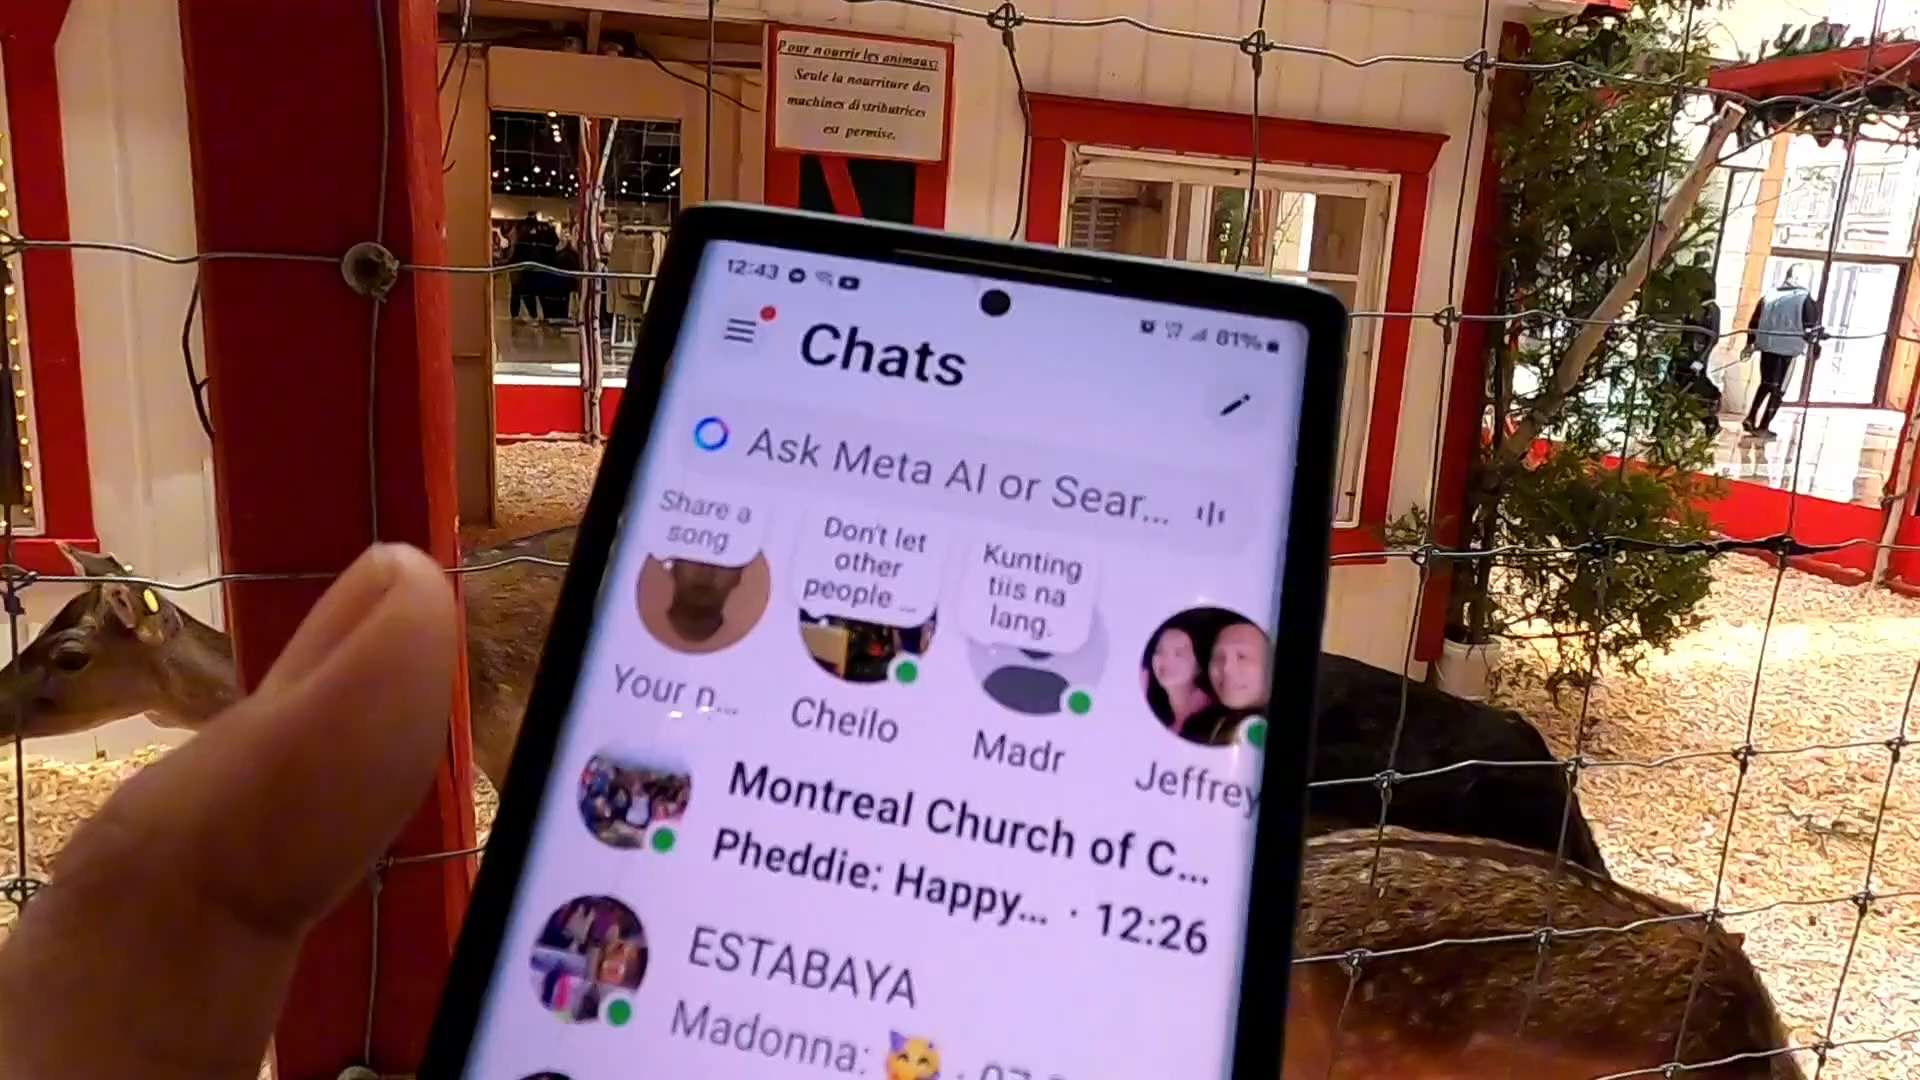 Pour nourrir les animaux:
Seule la nourriture des
machines distributrices
est permise.
12:43
81%
Chats
Ask Meta AI or Sear...
Share a
song
Don't let
other
people ...
Kunting
tiis na
lang.
Your n...
Cheilo
Madr
Jeffrey
Montreal Church of C...
Pheddie: Happy... · 12:26
ESTABAYA
Madonna: 🥳 · 07